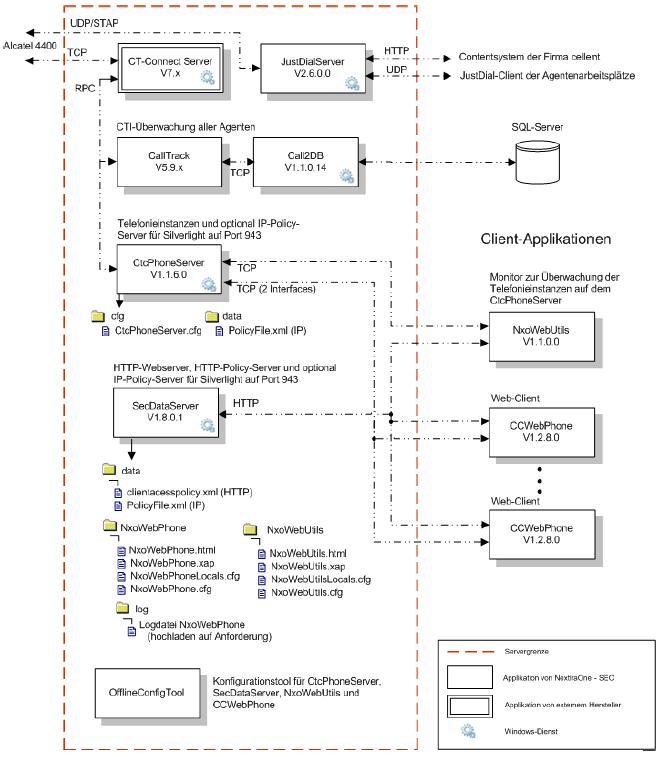 UDP/STAP
Alcatel 4400
TCP
CT-Connect Server
V7.x
JustDialServer
V2.6.0.0
HTTP
Contentsystem der Firma cellent
UDP
JustDial-Client der Agentenarbeitsplätze
RPC
CTI-Überwachung aller Agenten
SQL-Server
CallTrack
V5.9.x
TCP
Call2DB
V1.1.0.14
Telefonieinstanzen und optional IP-Policy-
Server für Silverlight auf Port 943
Client-Applikationen
CtcPhoneServer
V1.1.6.0
TCP
TCP (2 Interfaces)
Monitor zur Überwachung der
Telefonieinstanzen auf dem
CtcPhoneServer
cfg
CtcPhoneServer.cfg
data
PolicyFile.xml (IP)
NxoWebUtils
V1.1.0.0
HTTP-Webserver, HTTP-Policy-Server und optional
IP-Policy-Server für Silverlight auf Port 943
SecDataServer
V1.8.0.1
HTTP
Web-Client
CCWebPhone
V1.2.8.0
data
clientacesspolicy.xml (HTTP)
PolicyFile.xml (IP)
Web-Client
CCWebPhone
V1.2.8.0
NxoWebPhone
NxoWebPhone.html
NxoWebPhone.xap
NxoWebPhoneLocals.cfg
NxoWebPhone.cfg
NxoWebUtils
NxoWebUtils.html
NxoWebUtils.xap
NxoWebUtilsLocals.cfg
NxoWebUtils.cfg
log
Logdatei NxoWebPhone
(hochladen auf Anforderung)
OfflineConfigTool
Konfigurationstool für CtcPhoneServer,
SecDataServer, NxoWebUtils und
CCWebPhone
Servergrenze
Applikation von NextiraOne - SEC
Applikation von externem Hersteller
Windows-Dienst